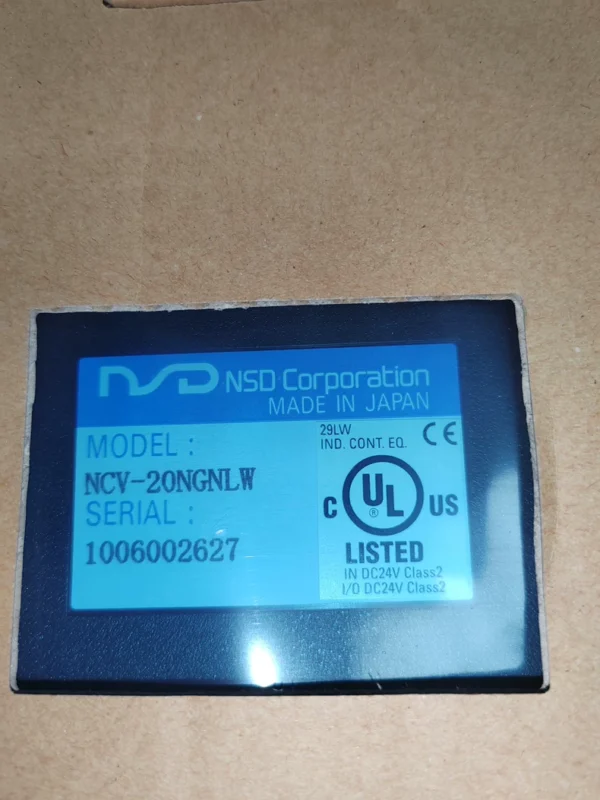 NSD NSD Corporation
MADE IN JAPAN
MODEL :
NCV-20NGNLW
SERIAL :
1006002627
29LW
IND. CONT. EQ.
CE
C UL US
®
LISTED
IN DC24V Class2
I/O DC24V Class2